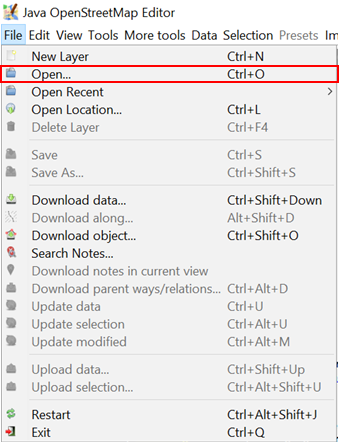 Java OpenStreetMap Editor
File Edit View Tools More tools Data Selection Presets Im
New Layer Ctrl+N
Open... Ctrl+O
Open Recent >
Open Location... Ctrl+L
Delete Layer Ctrl+F4
Save Ctrl+S
Save As... Ctrl+Shift+S
Download data... Ctrl+Shift+Down
Download along... Alt+Shift+D
Download object... Ctrl+Shift+O
Search Notes...
Download notes in current view
Download parent ways/relations... Ctrl+Alt+D
Update data Ctrl+U
Update selection Ctrl+Alt+U
Update modified Ctrl+Alt+M
Upload data... Ctrl+Shift+Up
Upload selection... Ctrl+Alt+Shift+U
Restart Ctrl+Alt+Shift+J
Exit Ctrl+Q